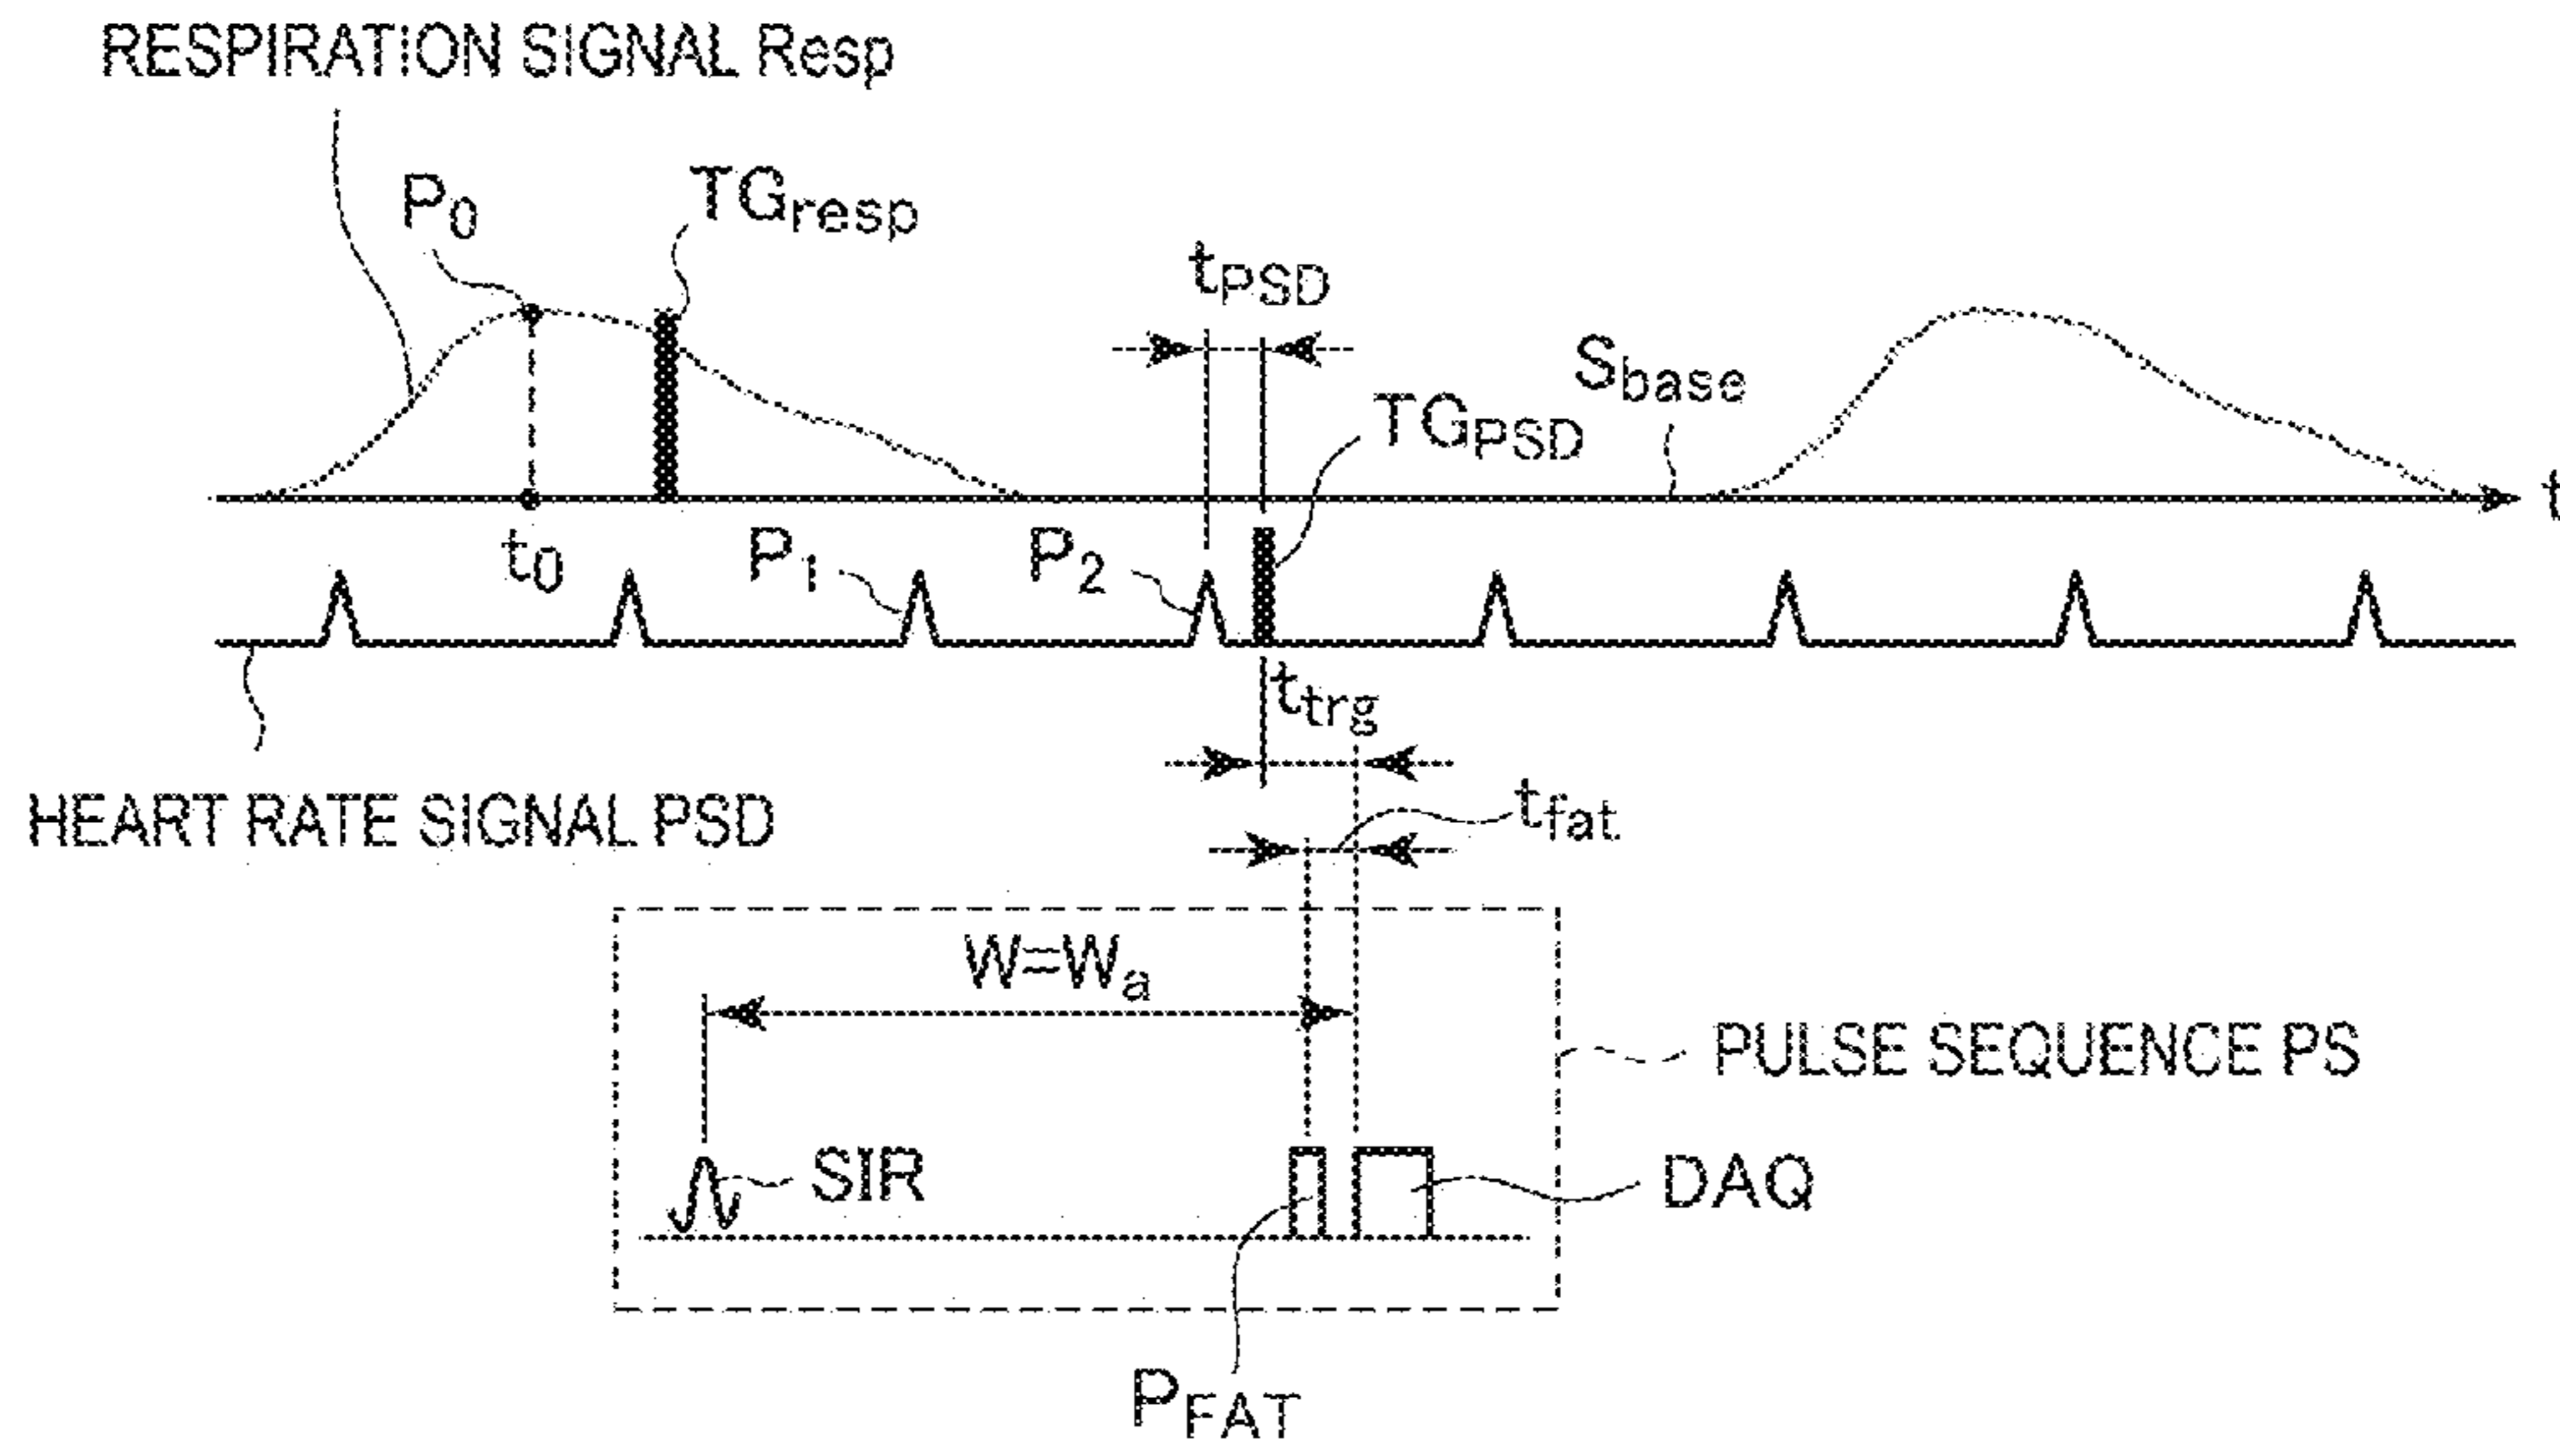 RESPIRATION SIGNAL Resp
P0
TGresp
tPSD
Sbase
TGPSD
t
t0
P1
P2
ttrg
HEART RATE SIGNAL PSD
tfat
W=Wa
PULSE SEQUENCE PS
SIR
DAQ
PFAT